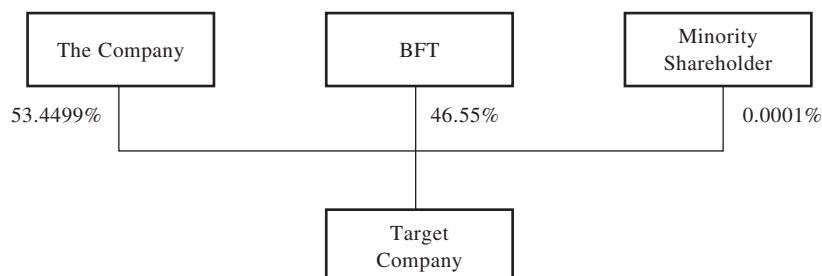 The Company
BFT
Minority
Shareholder
53.4499%
46.55%
0.0001%
Target
Company